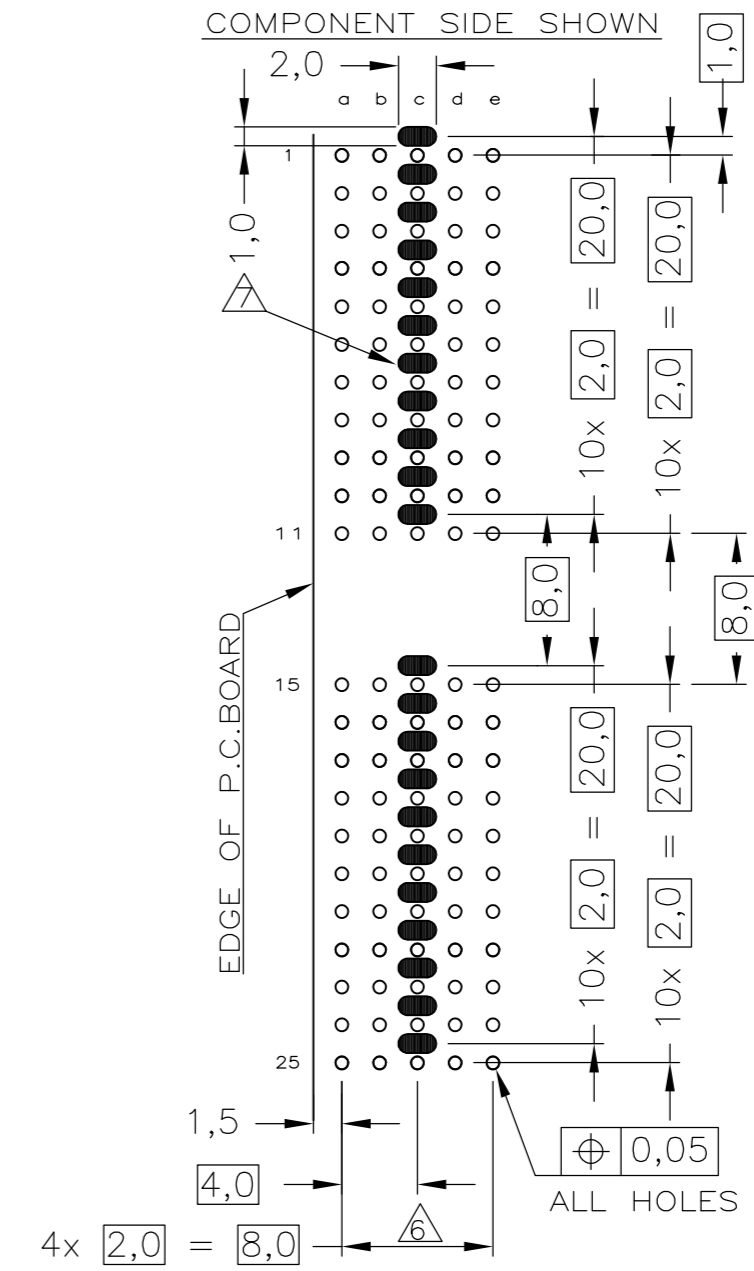 COMPONENT SIDE SHOWN
2,0
1,0
a b c d e
1
1,0
7
20,0
=
2,0
10x
20,0
=
2,0
10x
11
8,0
8,0
EDGE OF P.C.BOARD
15
20,0
=
2,0
10x
20,0
=
2,0
10x
25
1,5
⌖ 0,05
ALL HOLES
4,0
6
4x 2,0 = 8,0